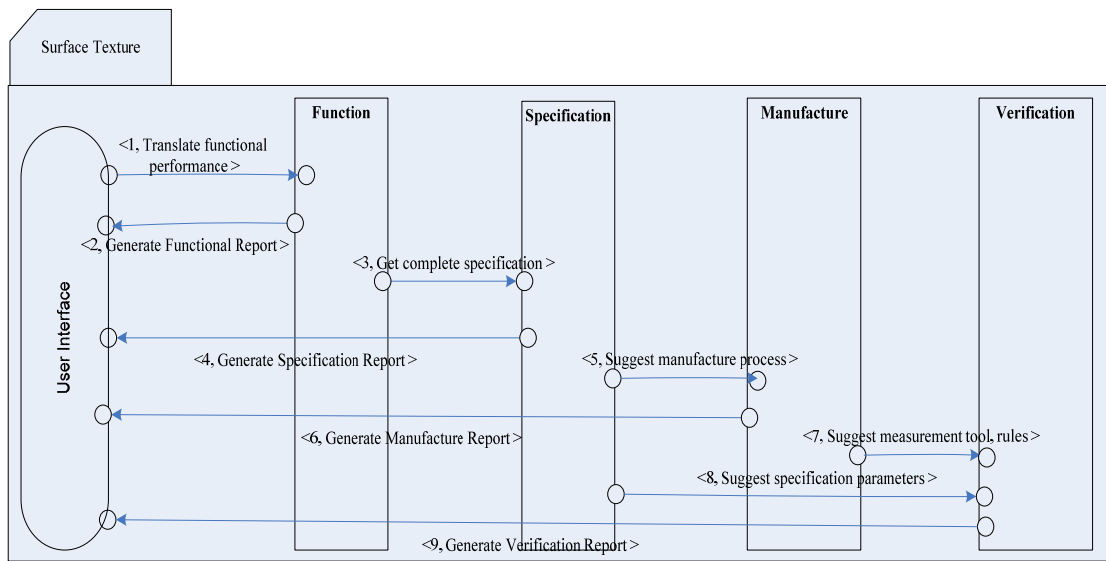 Surface Texture
Function
Specification
Manufacture
Verification
<1, Translate functional
performance>
<2, Generate Functional Report>
<3, Get complete specification>
User Interface
<4, Generate Specification Report>
<5, Suggest manufacture process>
<6, Generate Manufacture Report>
<7, Suggest measurement tool, rules>
<8, Suggest specification parameters>
<9, Generate Verification Report>